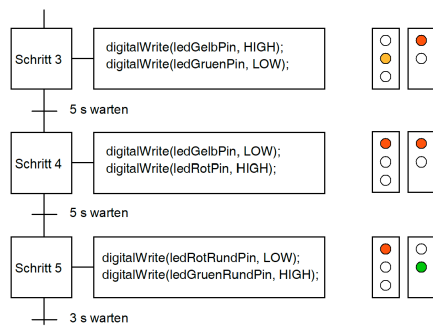 Schritt 3
digitalWrite(ledGelbPin, HIGH);
digitalWrite(ledGruenPin, LOW);
5 s warten
Schritt 4
digitalWrite(ledGelbPin, LOW);
digitalWrite(ledRotPin, HIGH);
5 s warten
Schritt 5
digitalWrite(ledRotRundPin, LOW);
digitalWrite(ledGruenRundPin, HIGH);
3 s warten